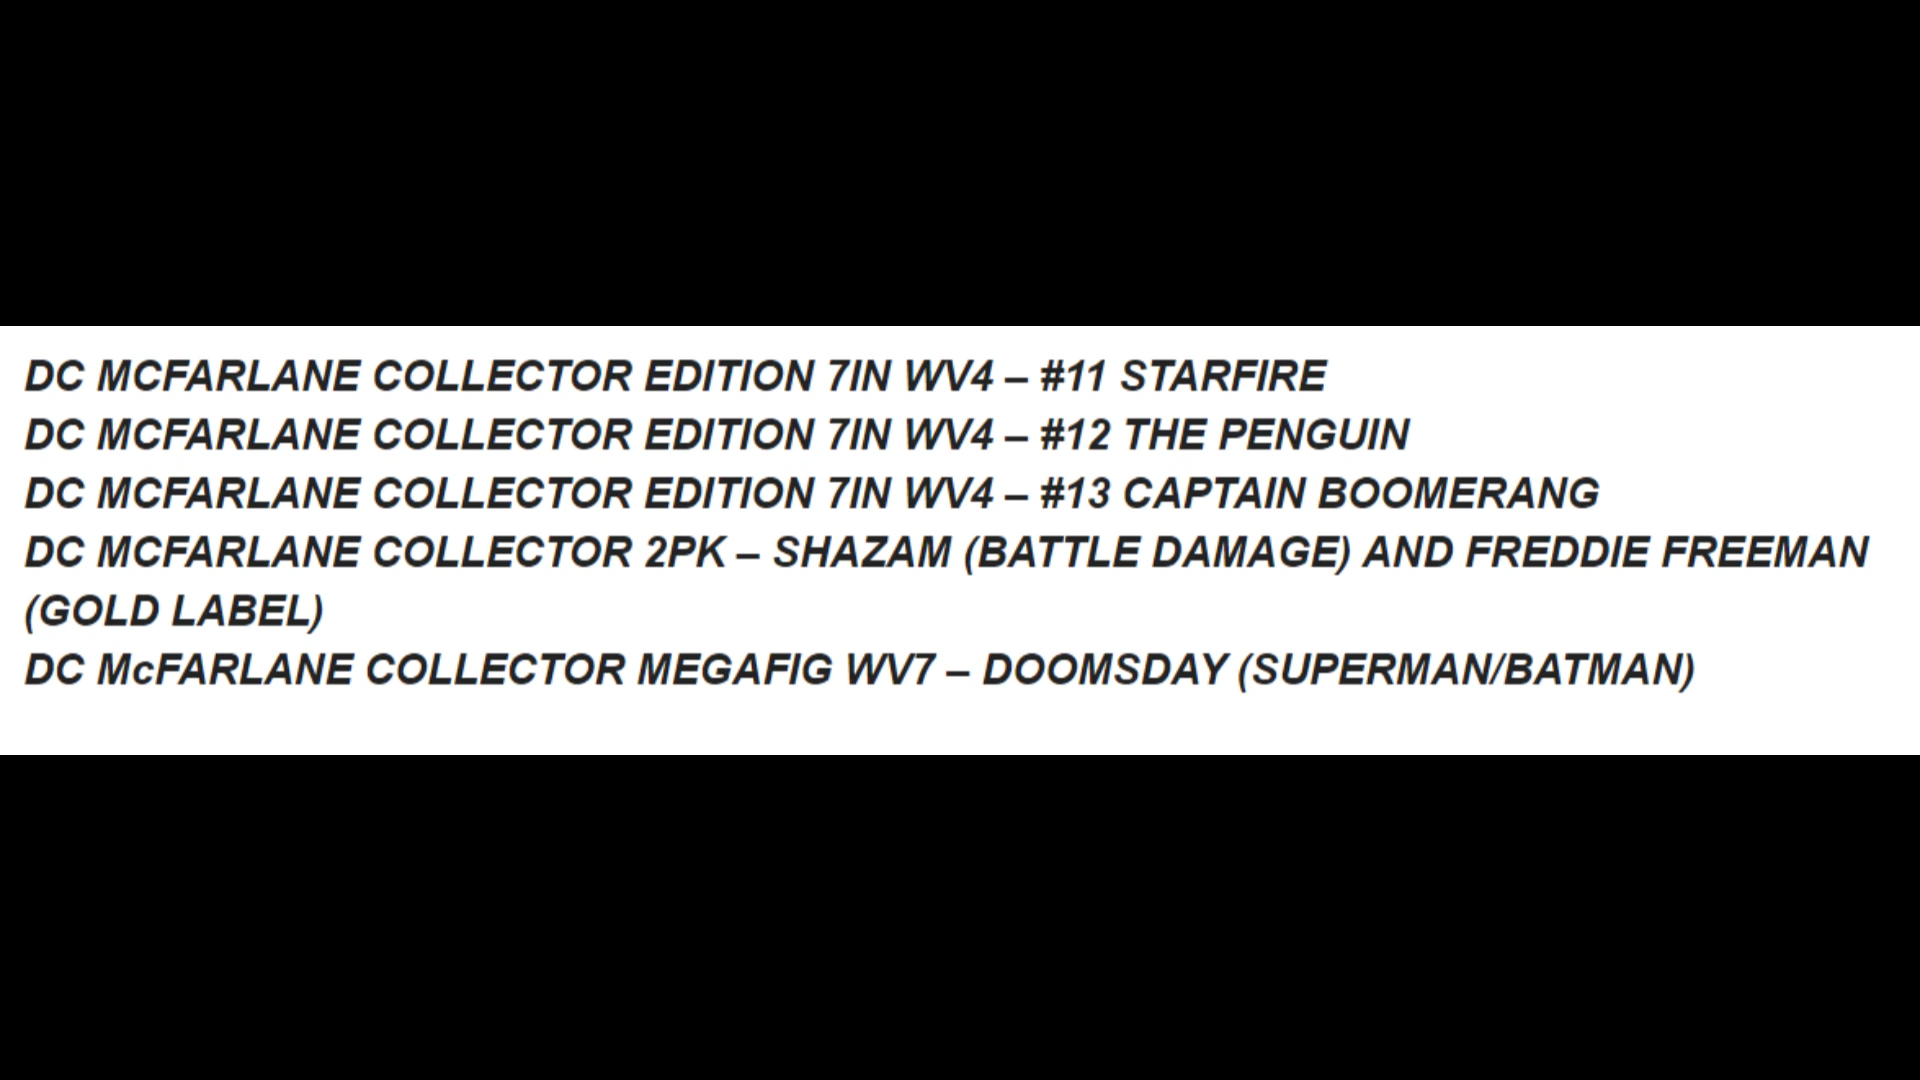 DC MCFARLANE COLLECTOR EDITION 7IN WV4 – #11 STARFIRE
DC MCFARLANE COLLECTOR EDITION 7IN WV4 – #12 THE PENGUIN
DC MCFARLANE COLLECTOR EDITION 7IN WV4 – #13 CAPTAIN BOOMERANG
DC MCFARLANE COLLECTOR 2PK – SHAZAM (BATTLE DAMAGE) AND FREDDIE FREEMAN
(GOLD LABEL)
DC McFARLANE COLLECTOR MEGAFIG WV7 – DOOMSDAY (SUPERMAN/BATMAN)